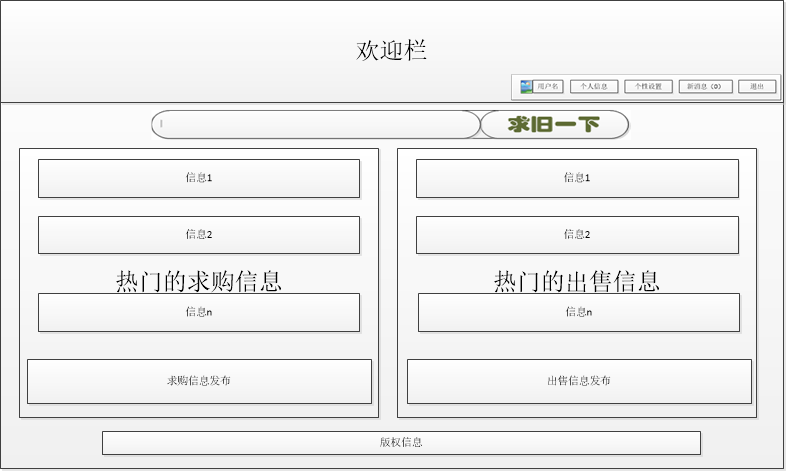 欢迎栏
用户名 个人信息 个性设置 新消息（0） 退出
求旧一下
信息1
信息2
热门的求购信息
信息n
求购信息发布
信息1
信息2
热门的出售信息
信息n
出售信息发布
版权信息